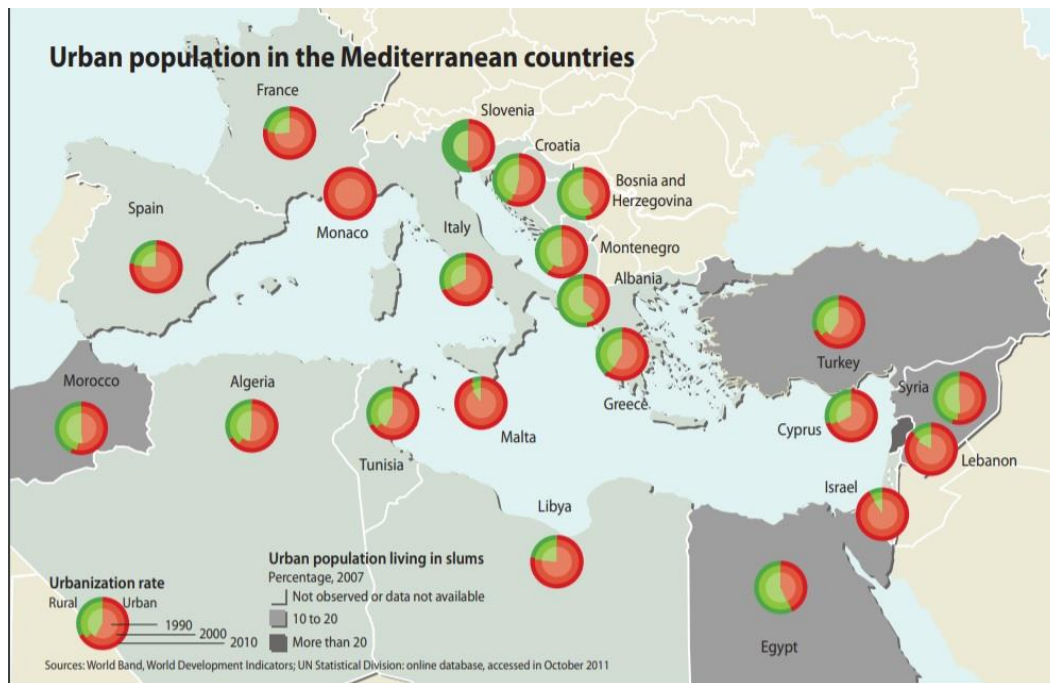 Urban population in the Mediterranean countries
France
Slovenia
Croatia
Bosnia and
Herzegovina
Spain
Monaco
Italy
Montenegro
Albania
Turkey
Morocco
Algeria
Syria
Greece
Malta
Cyprus
Tunisia
Lebanon
Israel
Libya
Egypt
Urbanization rate
Rural Urban
1990
2000
2010
Urban population living in slums
Percentage, 2007
Not observed or data not available
10 to 20
More than 20
Sources: World Band, World Development Indicators; UN Statistical Division: online database, accessed in October 2011